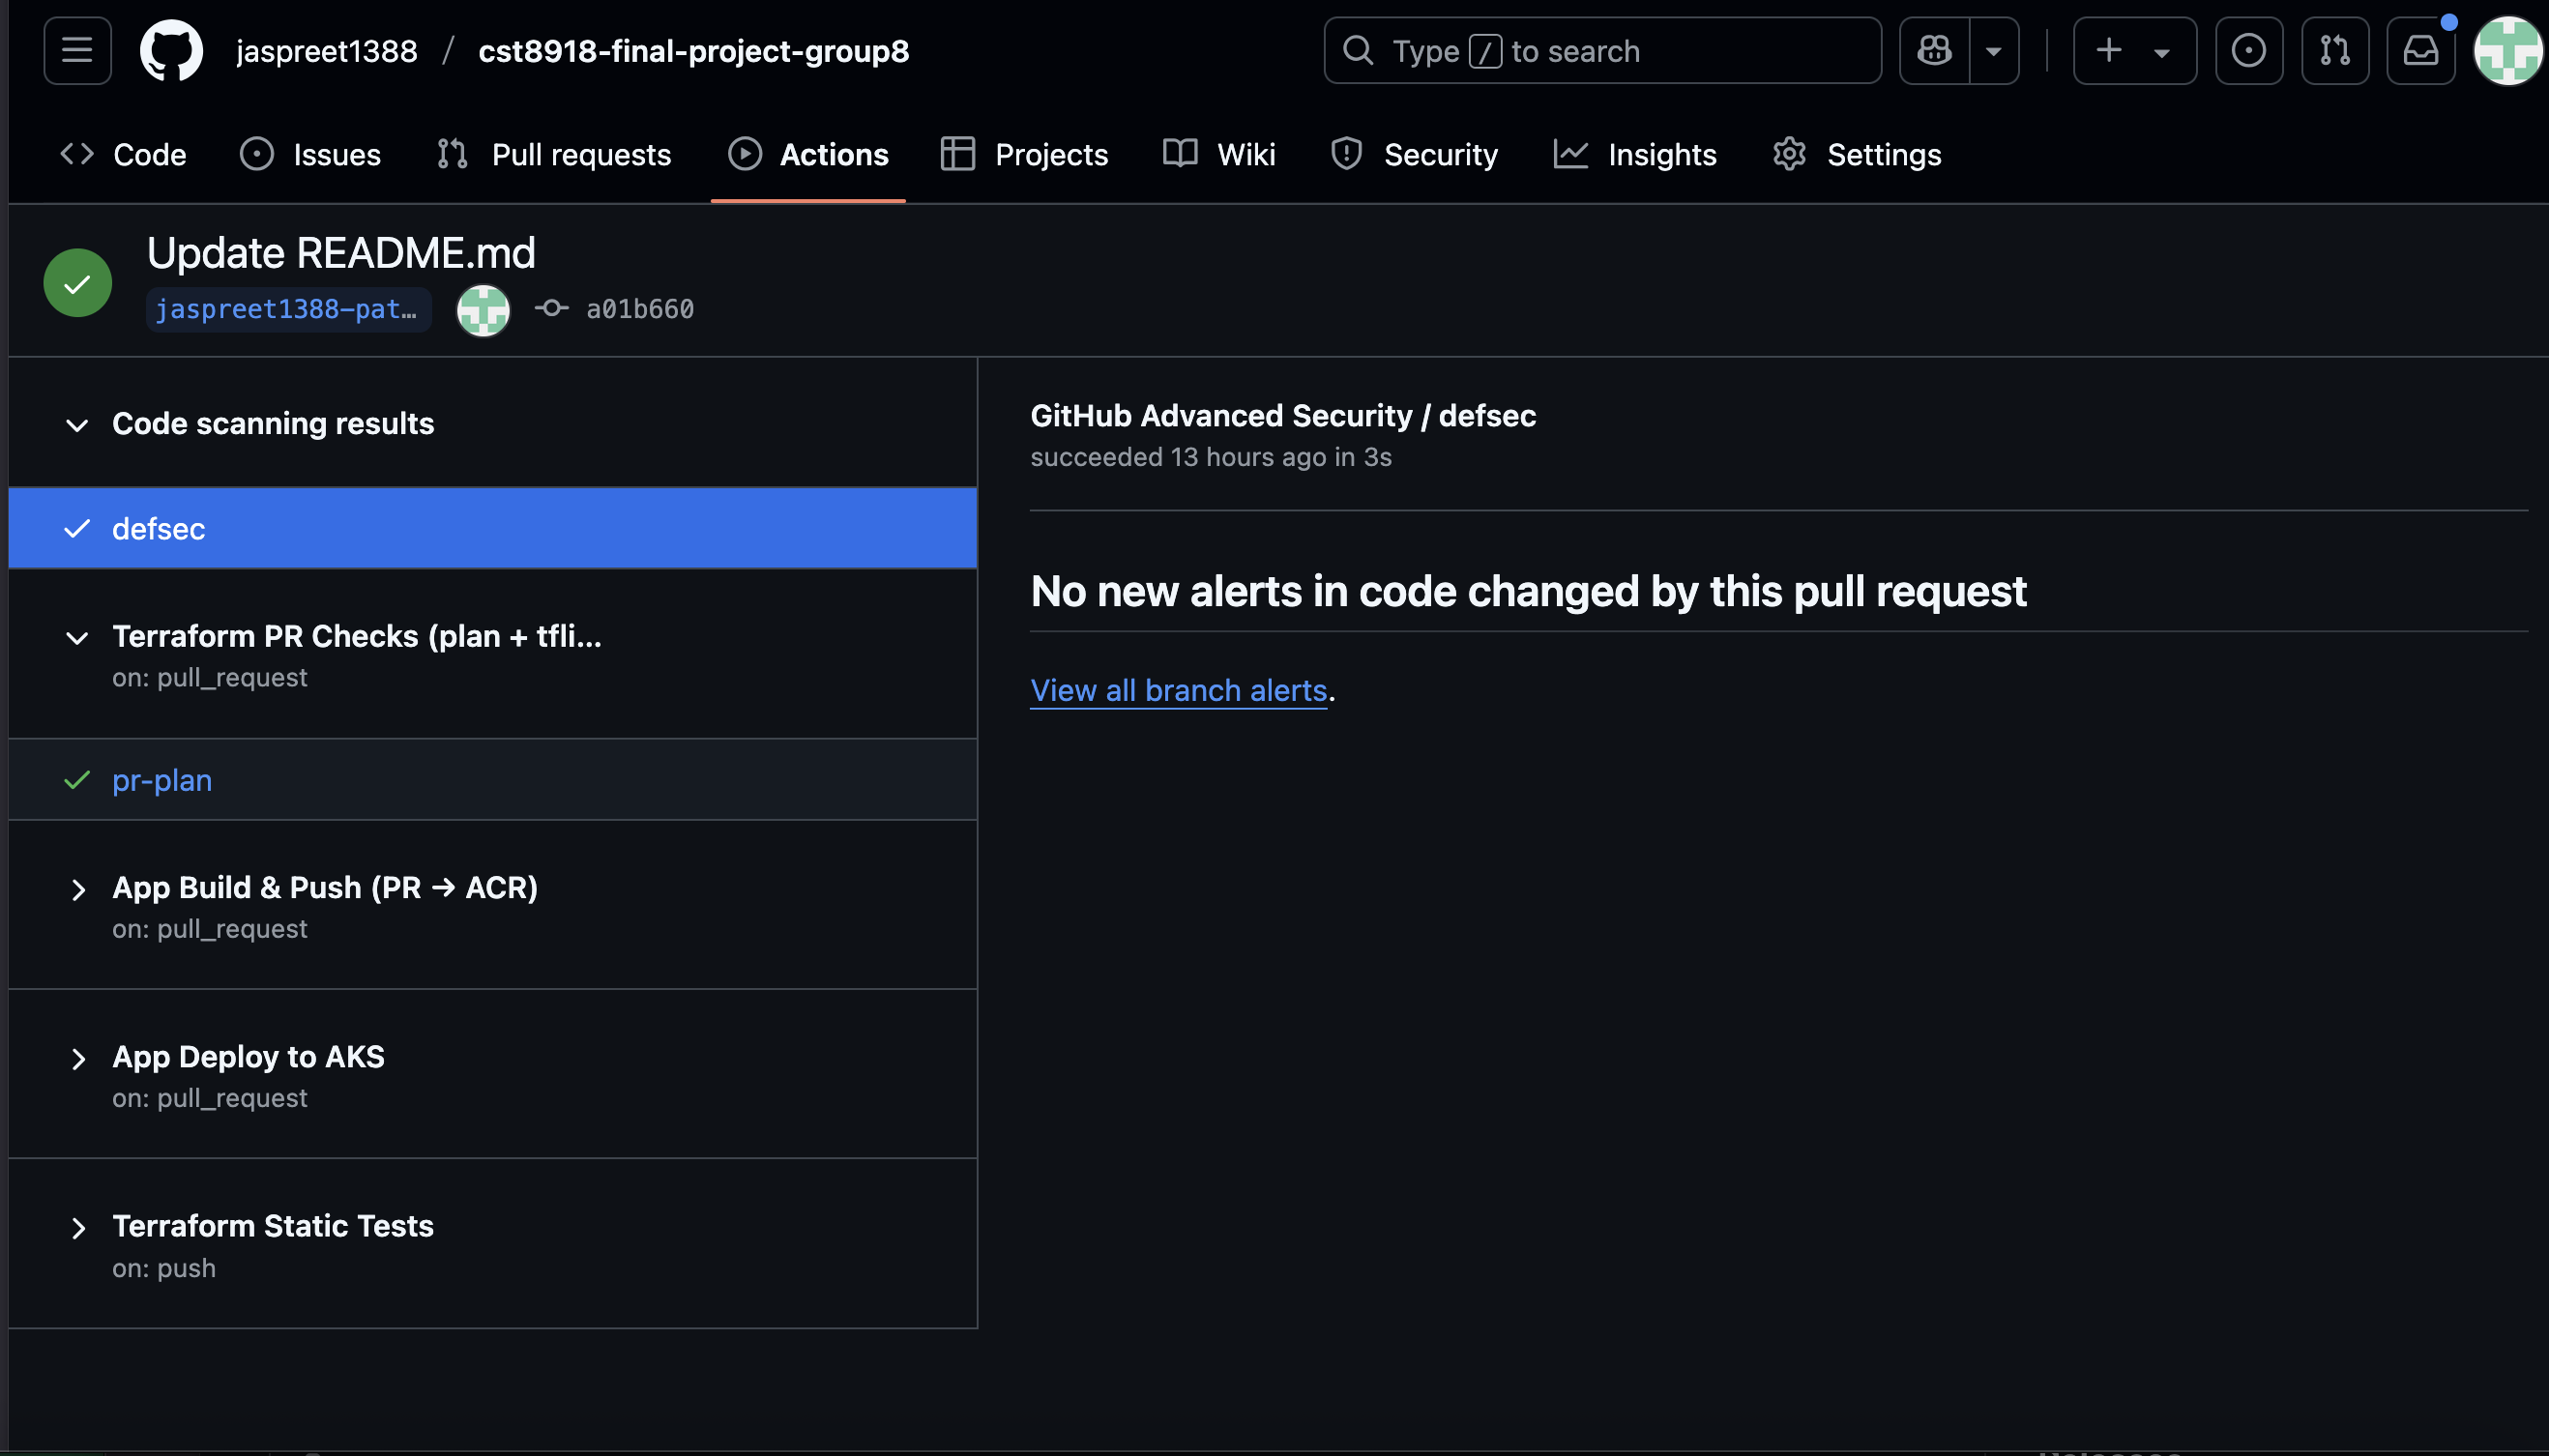 jaspreet1388 / cst8918-final-project-group8
Type / to search
Code
Issues
Pull requests
Actions
Projects
Wiki
Security
Insights
Settings
Update README.md
jaspreet1388-pat…
a01b660
Code scanning results
defsec
Terraform PR Checks (plan + tfli...
on: pull_request
pr-plan
App Build & Push (PR → ACR)
on: pull_request
App Deploy to AKS
on: pull_request
Terraform Static Tests
on: push
GitHub Advanced Security / defsec
succeeded 13 hours ago in 3s
No new alerts in code changed by this pull request
View all branch alerts.